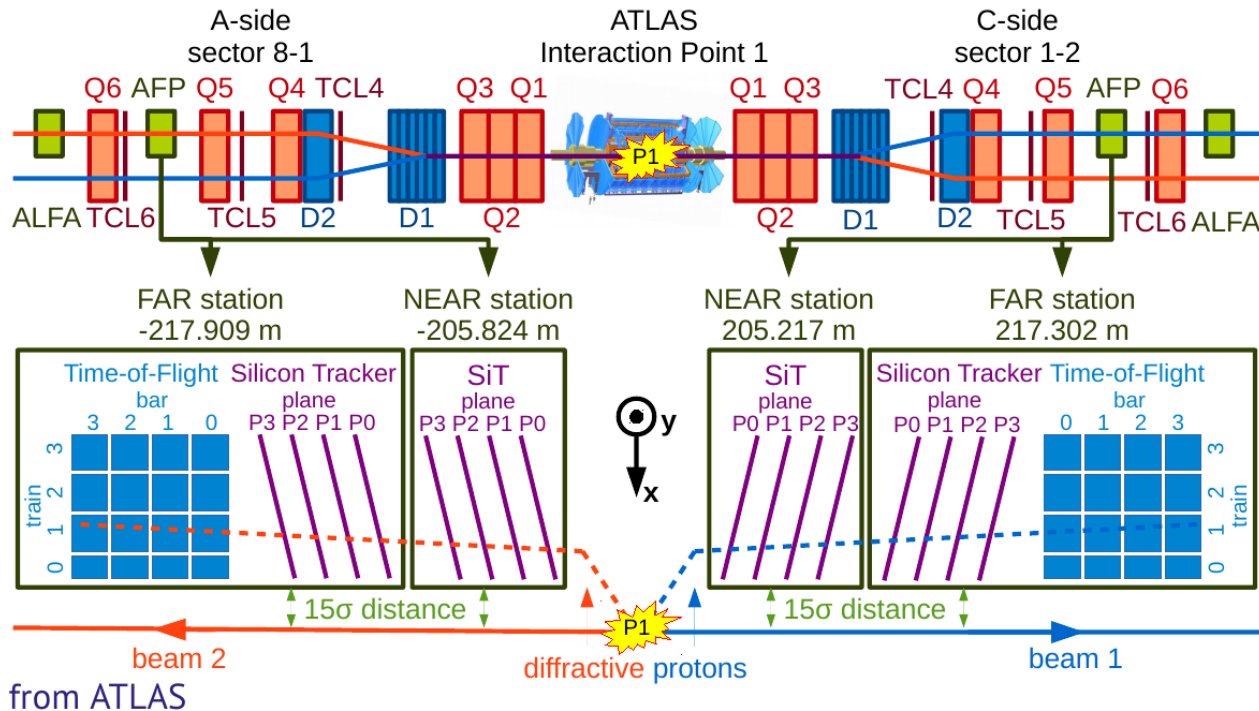 A-side
sector 8-1
ATLAS
Interaction Point 1
C-side
sector 1-2
Q6 AFP Q5 Q4 TCL4 Q3 Q1
Q1 Q3 TCL4 Q4 Q5 AFP Q6
P1
ALFA TCL6 TCL5 D2 D1 Q2
Q2 D1 D2 TCL5 TCL6 ALFA
FAR station
-217.909 m
NEAR station
-205.824 m
NEAR station
205.217 m
FAR station
217.302 m
Time-of-Flight
bar
3 2 1 0
train
3
2
1
0
Silicon Tracker
plane
P3 P2 P1 P0
SiT
plane
P3 P2 P1 P0
y
x
SiT
plane
P0 P1 P2 P3
Silicon Tracker
plane
P0 P1 P2 P3
Time-of-Flight
bar
0 1 2 3
3
2
1
0
train
15σ distance
15σ distance
P1
beam 2
diffractive protons
beam 1
from ATLAS